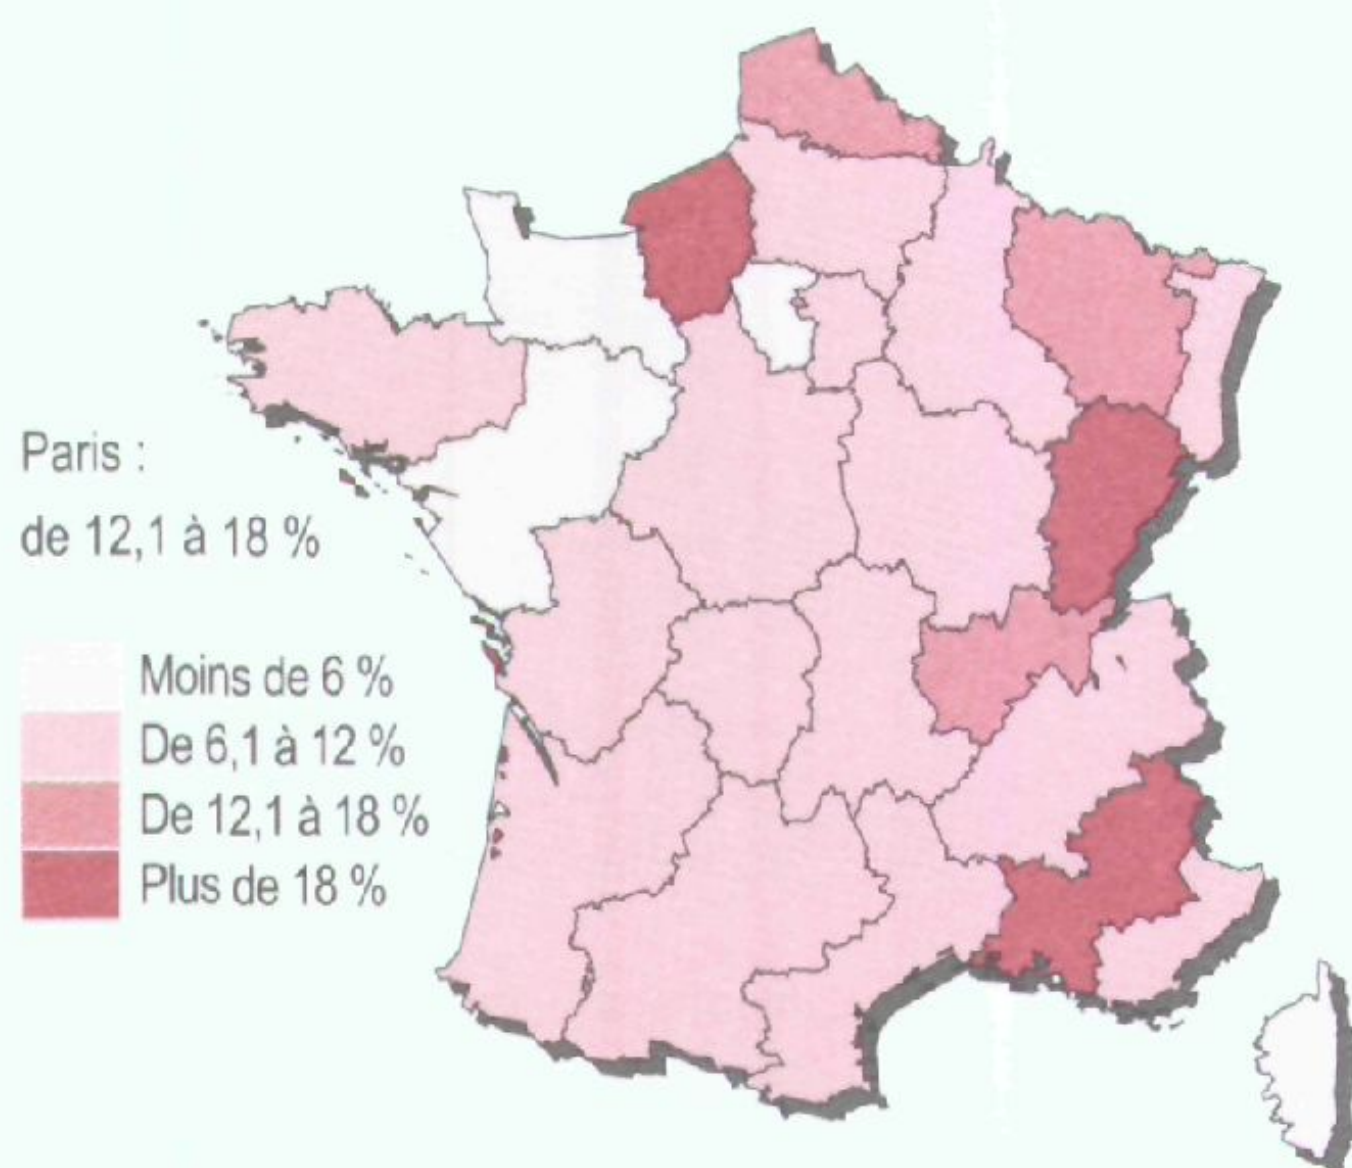 Paris :
de 12,1 à 18 %
Moins de 6 %
De 6,1 à 12 %
De 12,1 à 18 %
Plus de 18 %